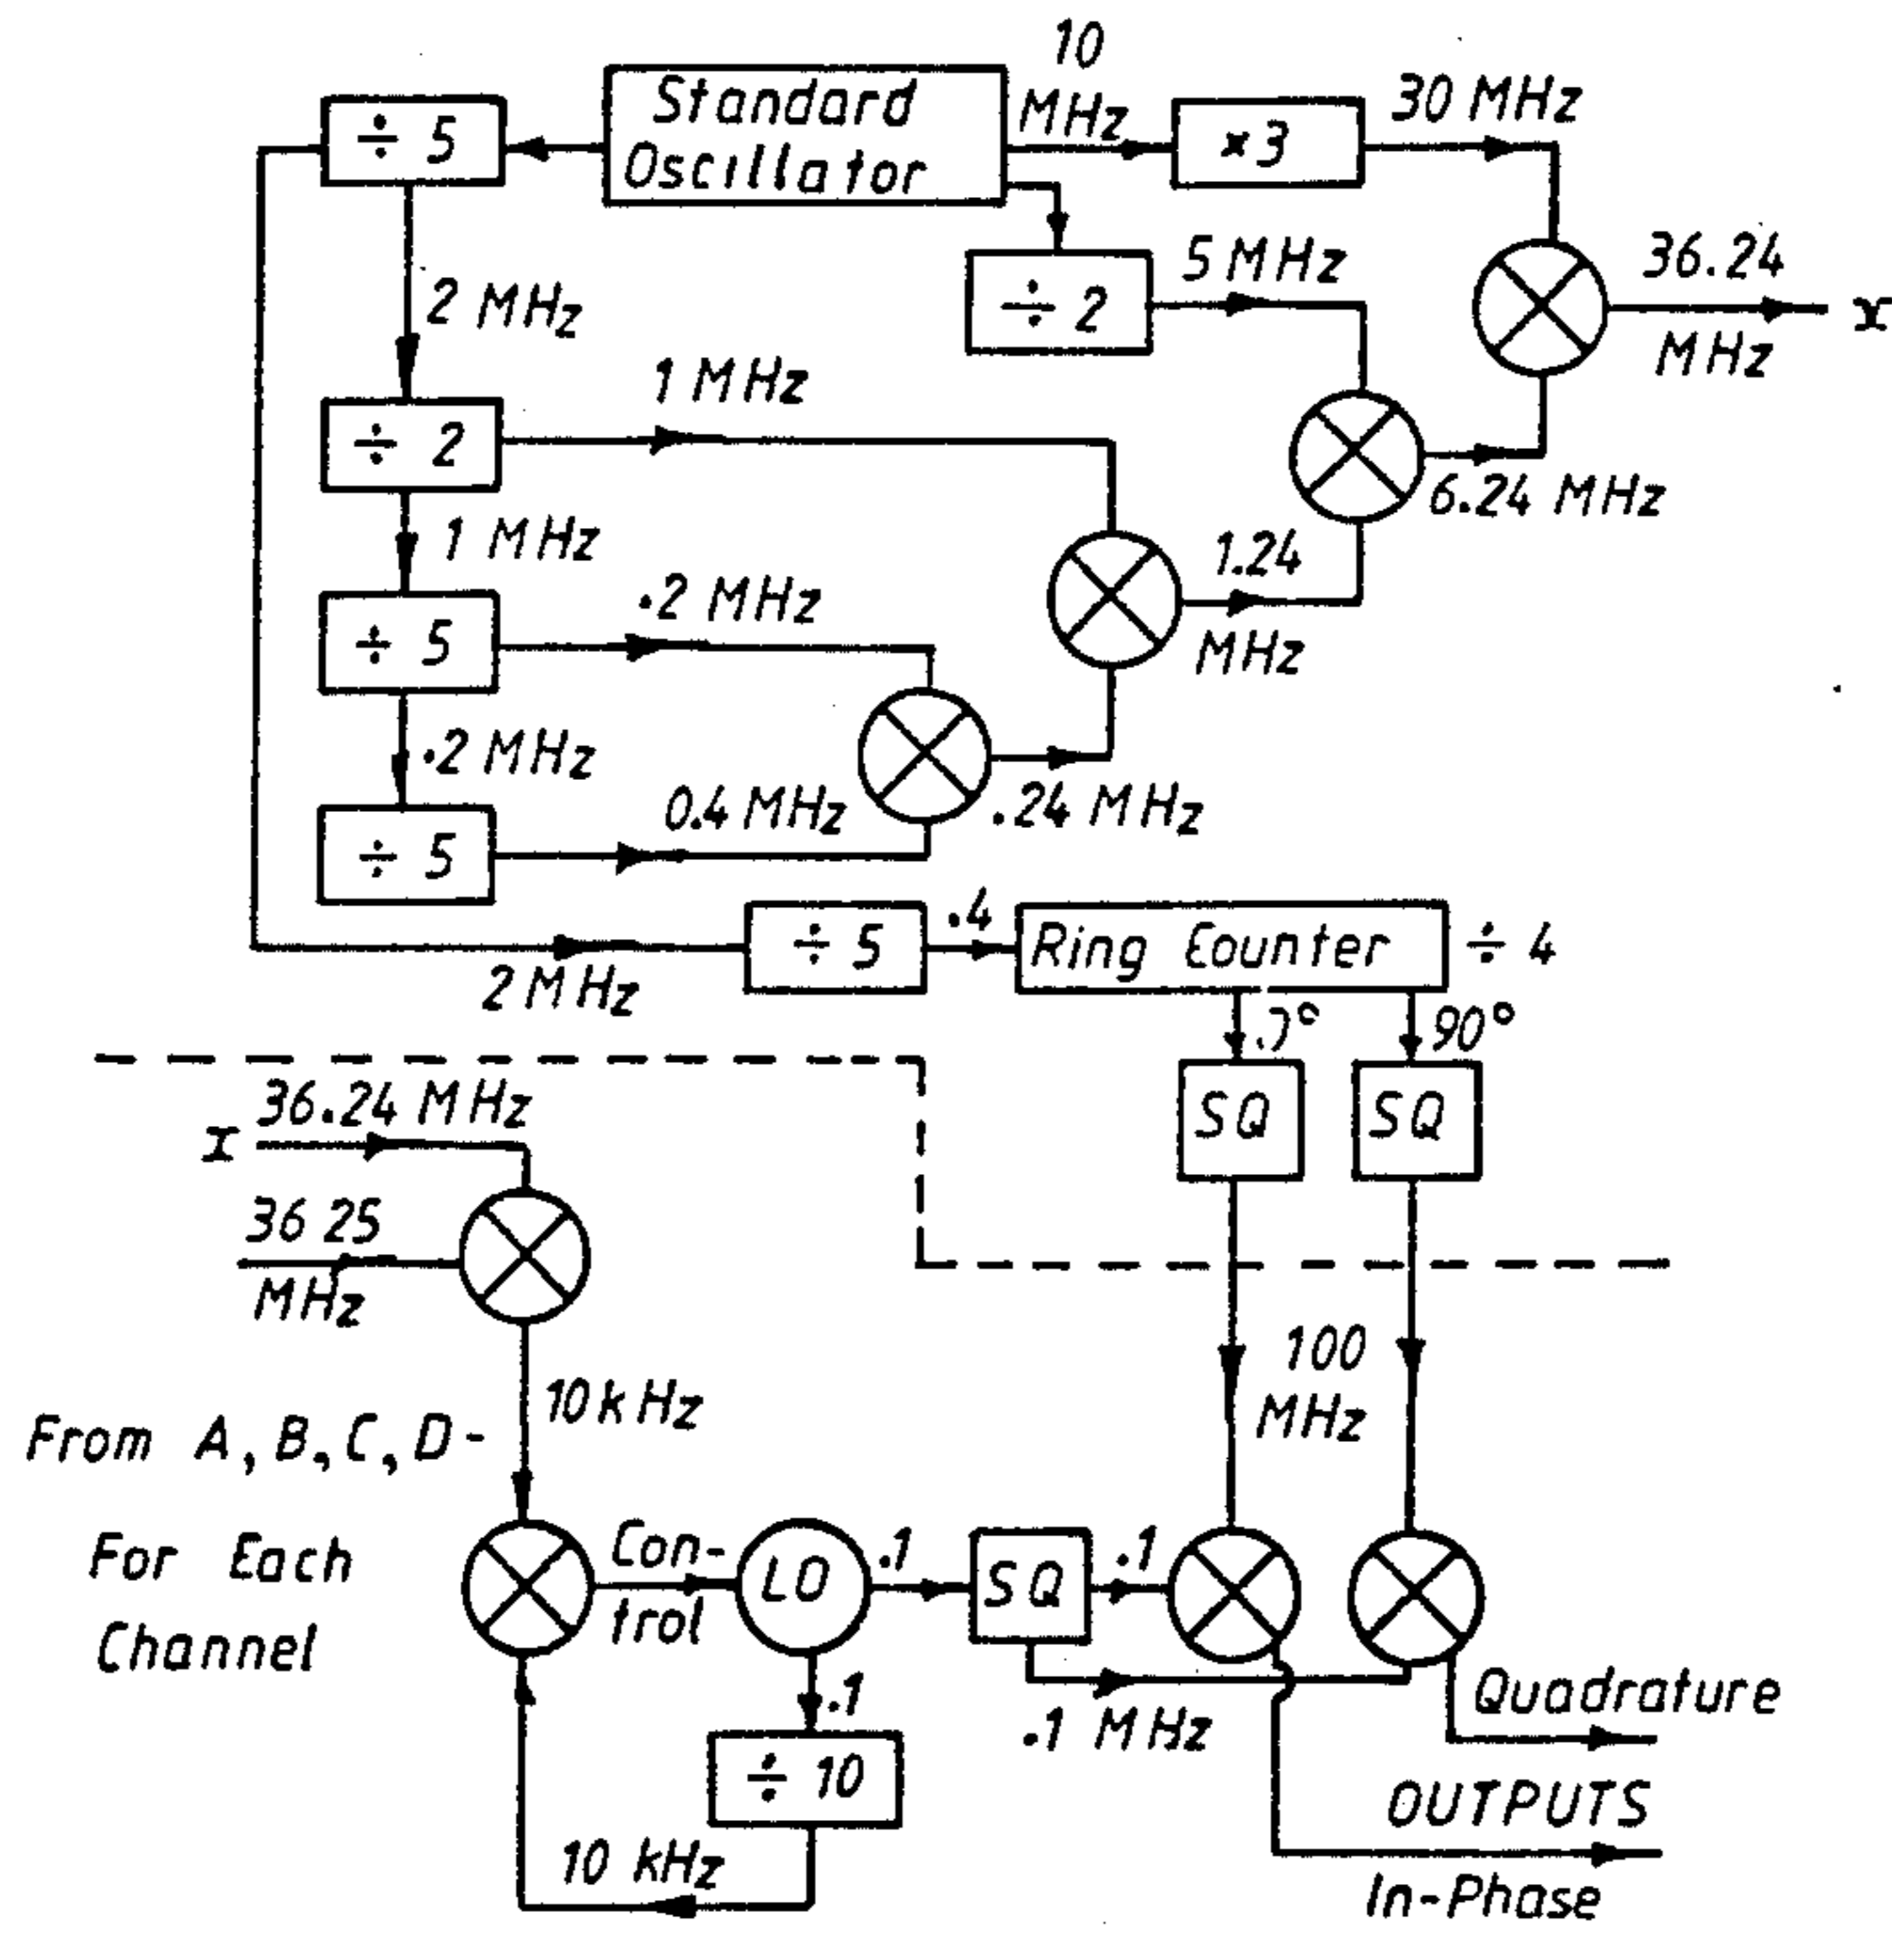 10
MHz
Standard
Oscillator
÷ 5
×3
30 MHz
2 MHz
÷ 2
5 MHz
36.24
MHz
÷ 2
1 MHz
1 MHz
6.24 MHz
÷ 5
.2 MHz
1.24
MHz
.2 MHz
÷ 5
0.4 MHz
.24 MHz
2 MHz
÷ 5
.4
Ring Counter
÷ 4
90°
SQ
SQ
I
36.24 MHz
36 25
MHz
10 kHz
100
MHz
From A, B, C, D -
For Each
Channel
Con-
trol
LO
.1
SQ
.1
.1
.1 MHz
÷ 10
10 kHz
Quadrature
OUTPUTS
In-Phase